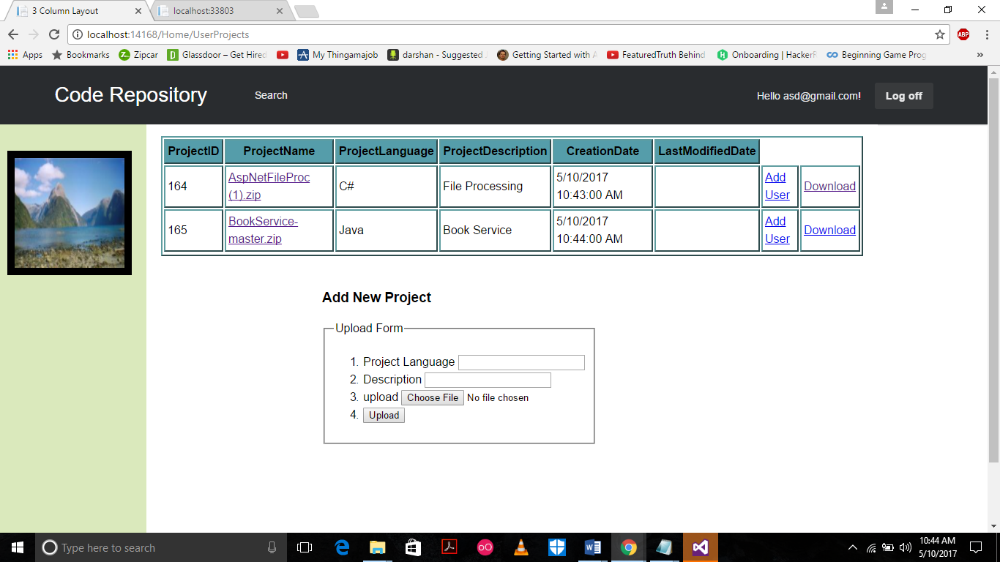 3 Column Layout
localhost:33803
localhost:14168/Home/UserProjects
ABP
Apps Bookmarks Zipcar Glassdoor – Get Hired My Thingamajob darshan - Suggested Getting Started with FeaturedTruth Behind Onboarding | Beginning Game
Code Repository Search Hello asd@gmail.com! Log off
ProjectID ProjectName ProjectLanguage ProjectDescription CreationDate LastModifiedDate
164 AspNetFileProc (1).zip C# File Processing 5/10/2017 10:43:00 AM Add User Download
165 BookService-master.zip Java Book Service 5/10/2017 10:44:00 AM Add User Download
Add New Project
Upload Form
1. Project Language
2. Description
3. upload Choose File No file chosen
4. Upload
Type here to search
10:44 AM
5/10/2017